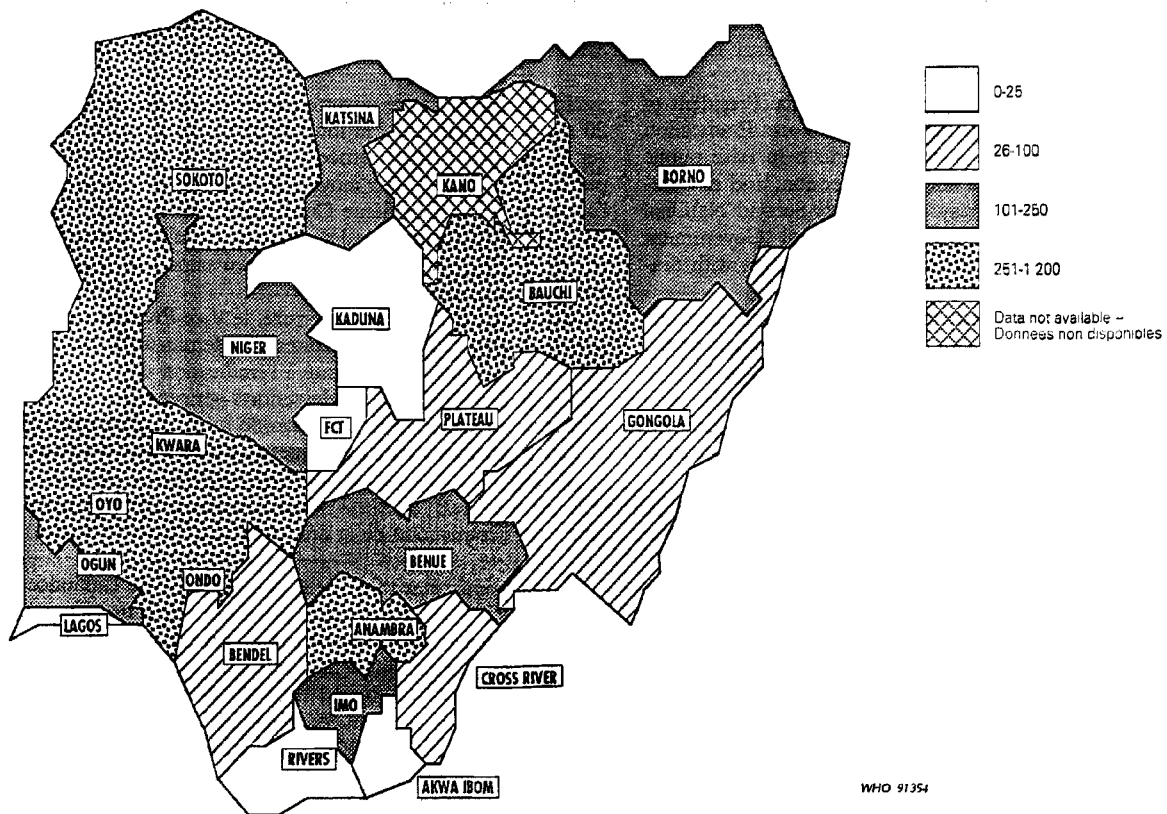 KATSINA
SOKOTO
KANO
BORNO
BAUCHI
KADUNA
NIGER
FCT
PLATEAU
GONGOLA
KWARA
OYO
BENUE
OGUN
ONDO
LAGOS
ANAMBRA
BENDEL
CROSS RIVER
IMO
RIVERS
AKWA IBOM
0-25
26-100
101-250
251-1 200
Data not available –
Donnees non disponibles
WHO 91354